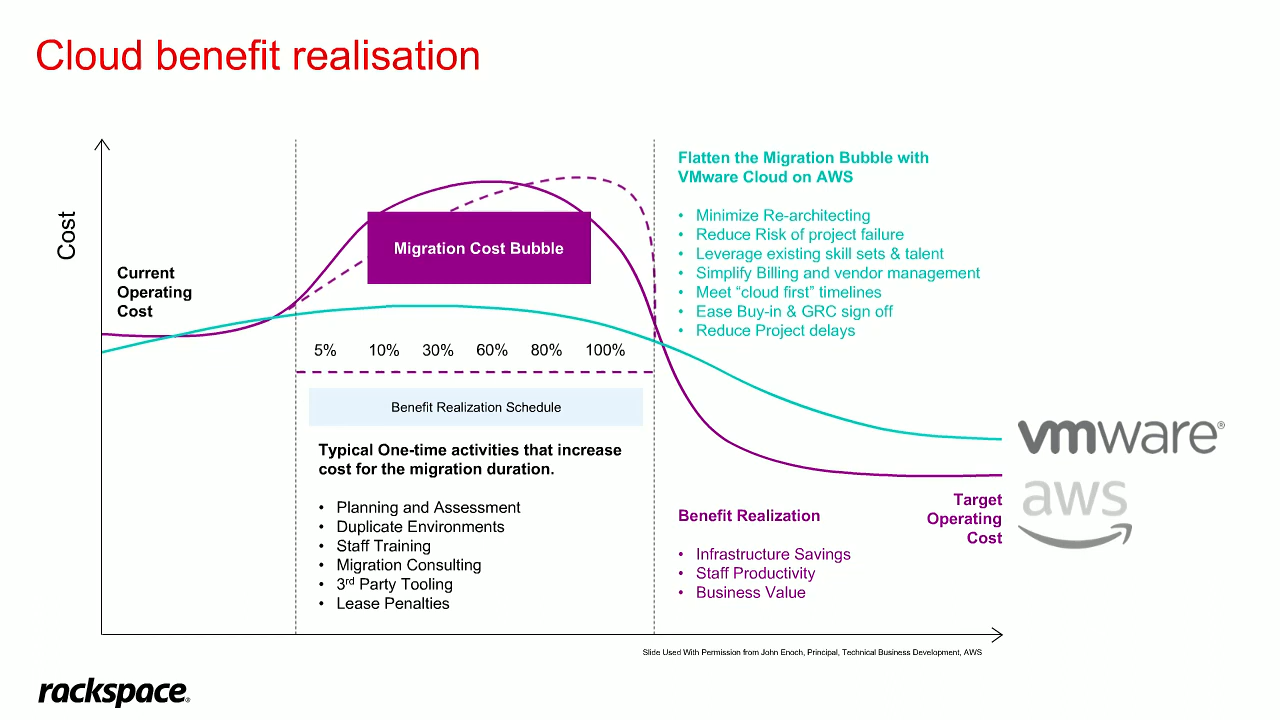 Cloud benefit realisation
Cost
Current
Operating
Cost
Migration Cost Bubble
5% 10% 30% 60% 80% 100%
Benefit Realization Schedule
Typical One-time activities that increase
cost for the migration duration.
• Planning and Assessment
• Duplicate Environments
• Staff Training
• Migration Consulting
• 3rd Party Tooling
• Lease Penalties
Flatten the Migration Bubble with
VMware Cloud on AWS
• Minimize Re-architecting
• Reduce Risk of project failure
• Leverage existing skill sets & talent
• Simplify Billing and vendor management
• Meet “cloud first” timelines
• Ease Buy-in & GRC sign off
• Reduce Project delays
Benefit Realization
• Infrastructure Savings
• Staff Productivity
• Business Value
Target
Operating
Cost
vmware®
aws
Slide Used With Permission from John Enoch, Principal, Technical Business Development, AWS
rackspace®